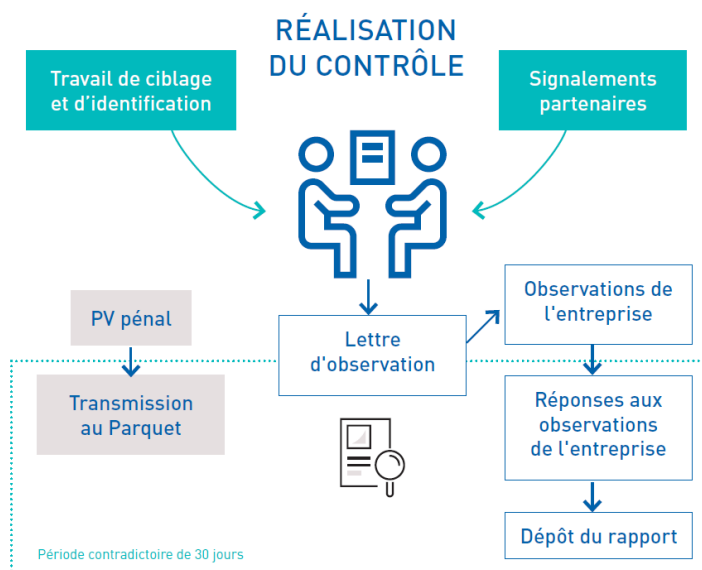 RÉALISATION
DU CONTRÔLE
Travail de ciblage
et d'identification
Signalements
partenaires
PV pénal
Transmission
au Parquet
Lettre
d'observation
Observations de
l'entreprise
Réponses aux
observations
de l'entreprise
Dépôt du rapport
Période contradictoire de 30 jours